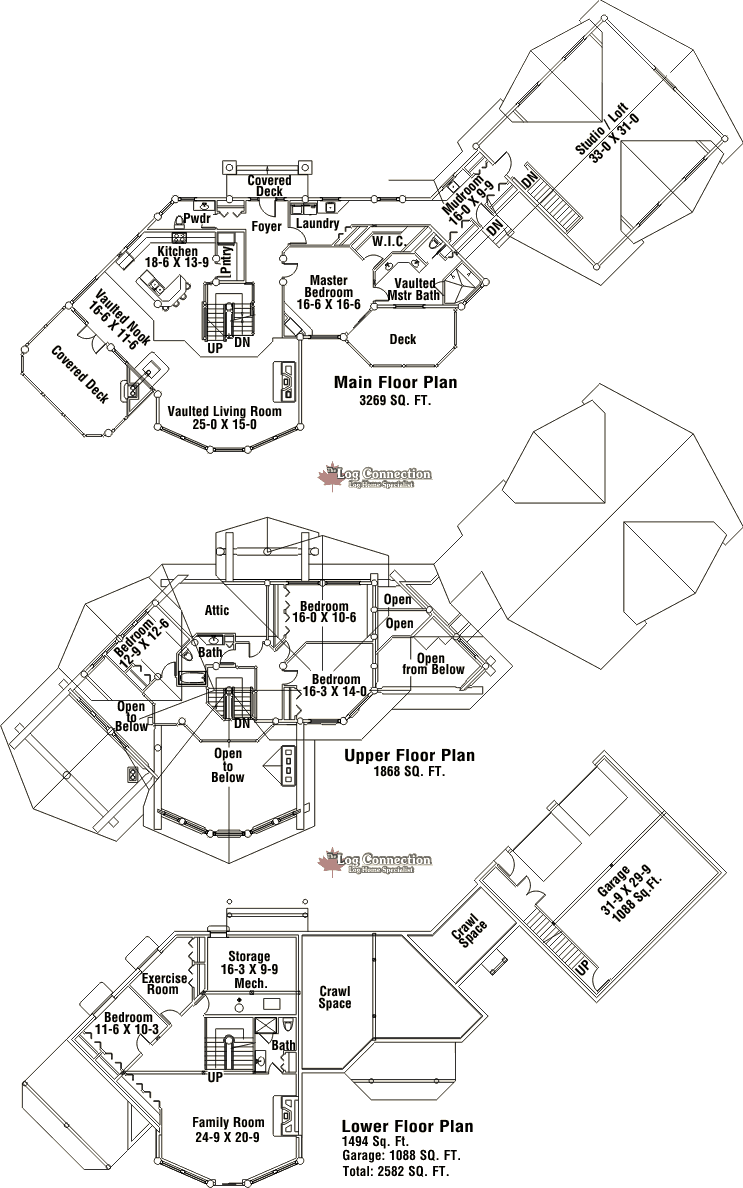 Studio / Loft
33-0 X 31-0
DN
Mudroom
16-0 X 9-9
DN
Covered
Deck
Pwdr
Foyer
Laundry
W.I.C.
Kitchen
18-6 X 13-9
Pntry
Vaulted
Mstr Bath
Master
Bedroom
16-6 X 16-6
Vaulted Nook
16-6 X 11-6
UP
DN
Deck
Covered Deck
Vaulted Living Room
25-0 X 15-0
Main Floor Plan
3269 SQ. FT.
The Log Connection
Log Home Specialist
Attic
Bedroom
16-0 X 10-6
Open
Open
Bedroom
12-9 X 12-6
Bath
Open
from Below
Bedroom
16-3 X 14-0
Open
to
Below
DN
Open
to
Below
Upper Floor Plan
1868 SQ. FT.
The Log Connection
Log Home Specialist
Garage
31-9 X 29-9
1088 Sq.Ft.
Crawl
Space
UP
Storage
16-3 X 9-9
Mech.
Exercise
Room
Crawl
Space
Bedroom
11-6 X 10-3
Bath
UP
Family Room
24-9 X 20-9
Lower Floor Plan
1494 Sq. Ft.
Garage: 1088 SQ. FT.
Total: 2582 SQ. FT.